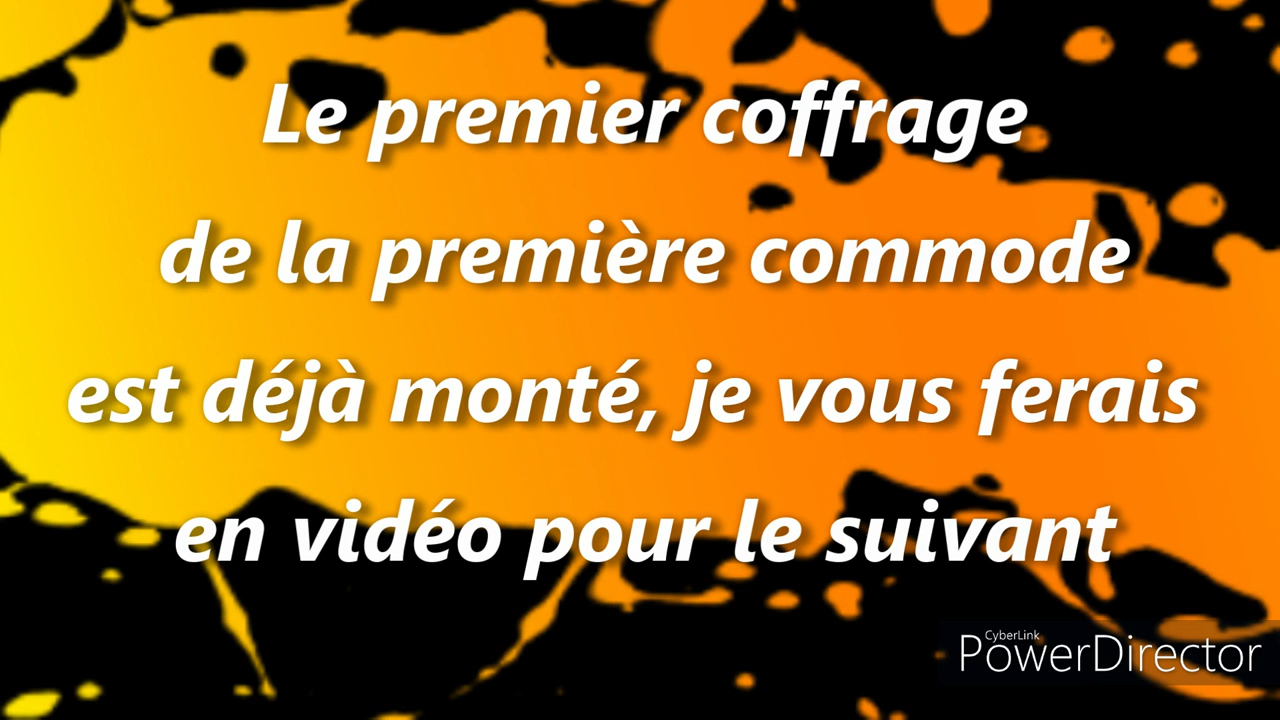 Le premier coffrage
de la première commode
est déjà monté, je vous ferais
en vidéo pour le suivant
CyberLink
PowerDirector